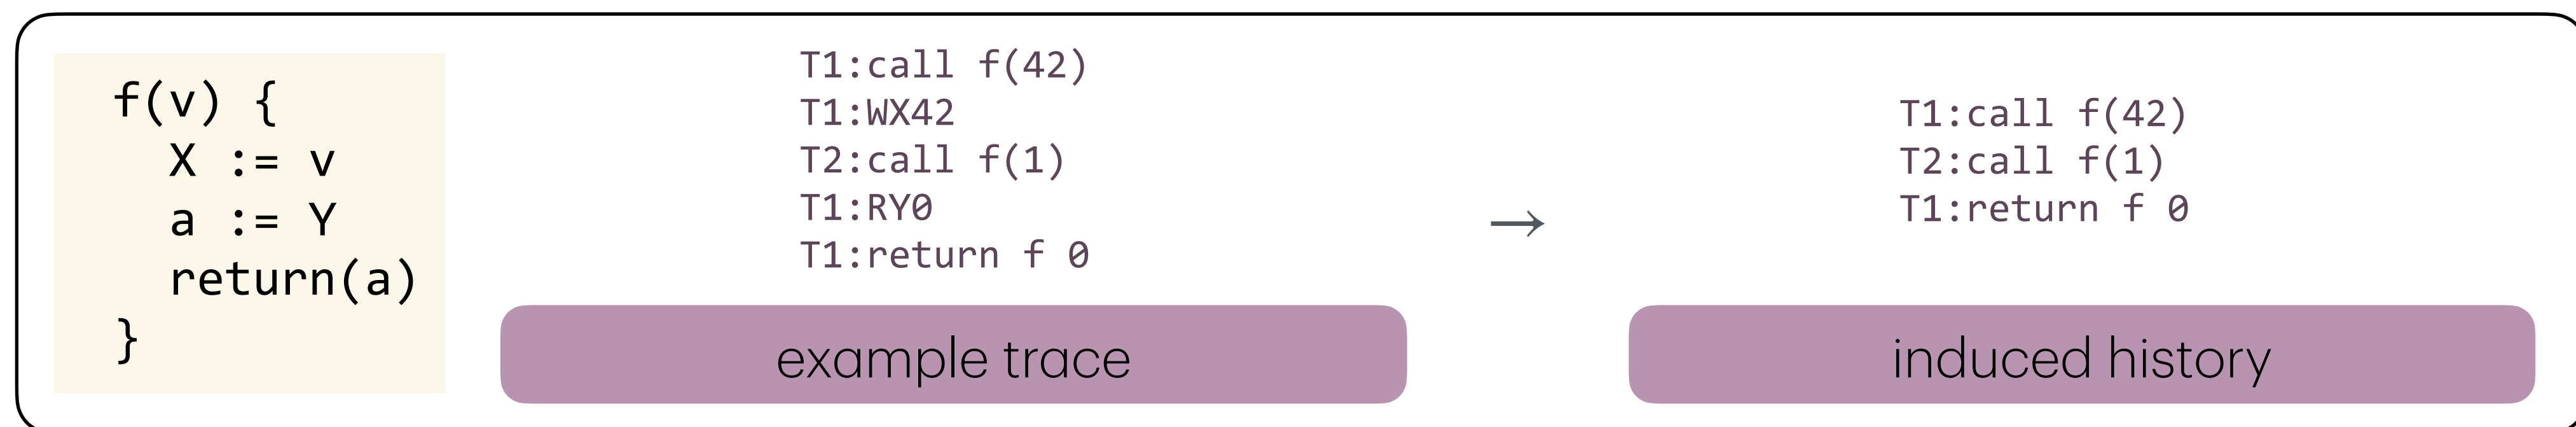 f(v) {
X := v
a := Y
return(a)
}
T1:call f(42)
T1:WX42
T2:call f(1)
T1:RY0
T1:return f 0
example trace
→
T1:call f(42)
T2:call f(1)
T1:return f 0
induced history